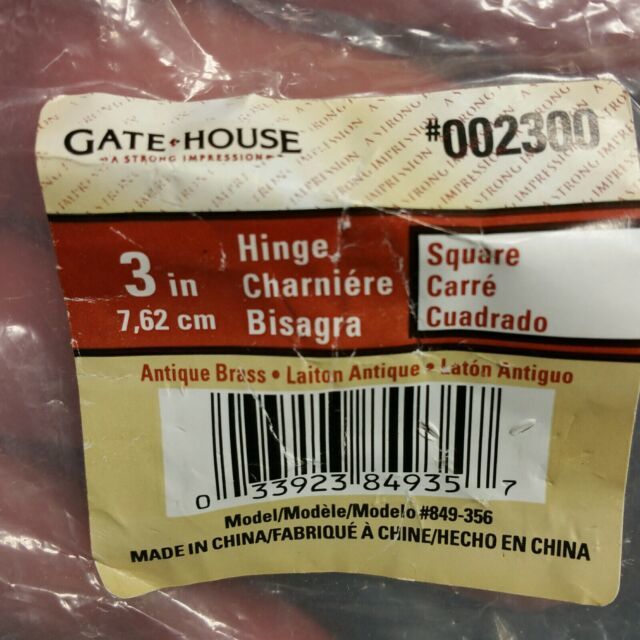 GATE HOUSE
A STRONG IMPRESSION
#002300
3 in
7,62 cm
Hinge
Charniére
Bisagra
Square
Carré
Cuadrado
Antique Brass • Laiton Antique • Latón Antiguo
0 33923 84935 7
Model/Modèle/Modelo #849-356
MADE IN CHINA/FABRIQUÉ À CHINE/HECHO EN CHINA